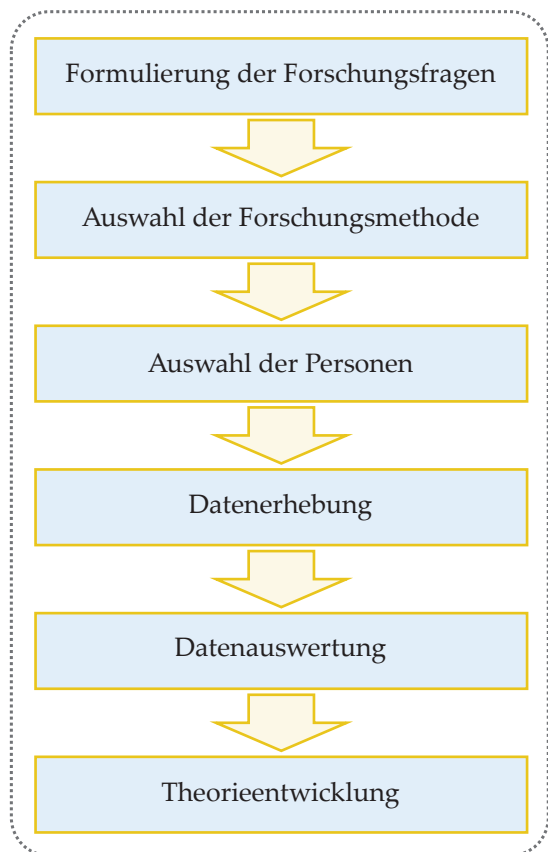 Formulierung der Forschungsfragen
Auswahl der Forschungsmethode
Auswahl der Personen
Datenerhebung
Datenauswertung
Theorieentwicklung